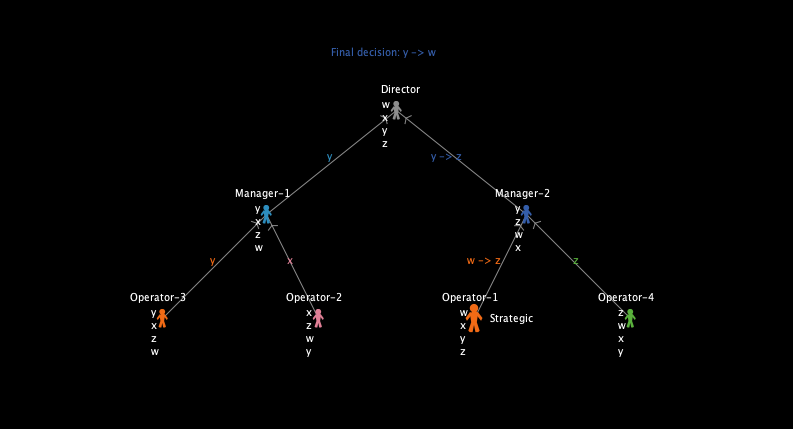 Final decision: y -> w
Director
w
x
y
z
y
y -> z
Manager-1
y
x
z
w
Manager-2
y
z
w
x
y
x
w -> z
z
Operator-3
y
x
z
w
Operator-2
x
z
w
y
Operator-1
w
x
y
z
Strategic
Operator-4
z
w
x
y